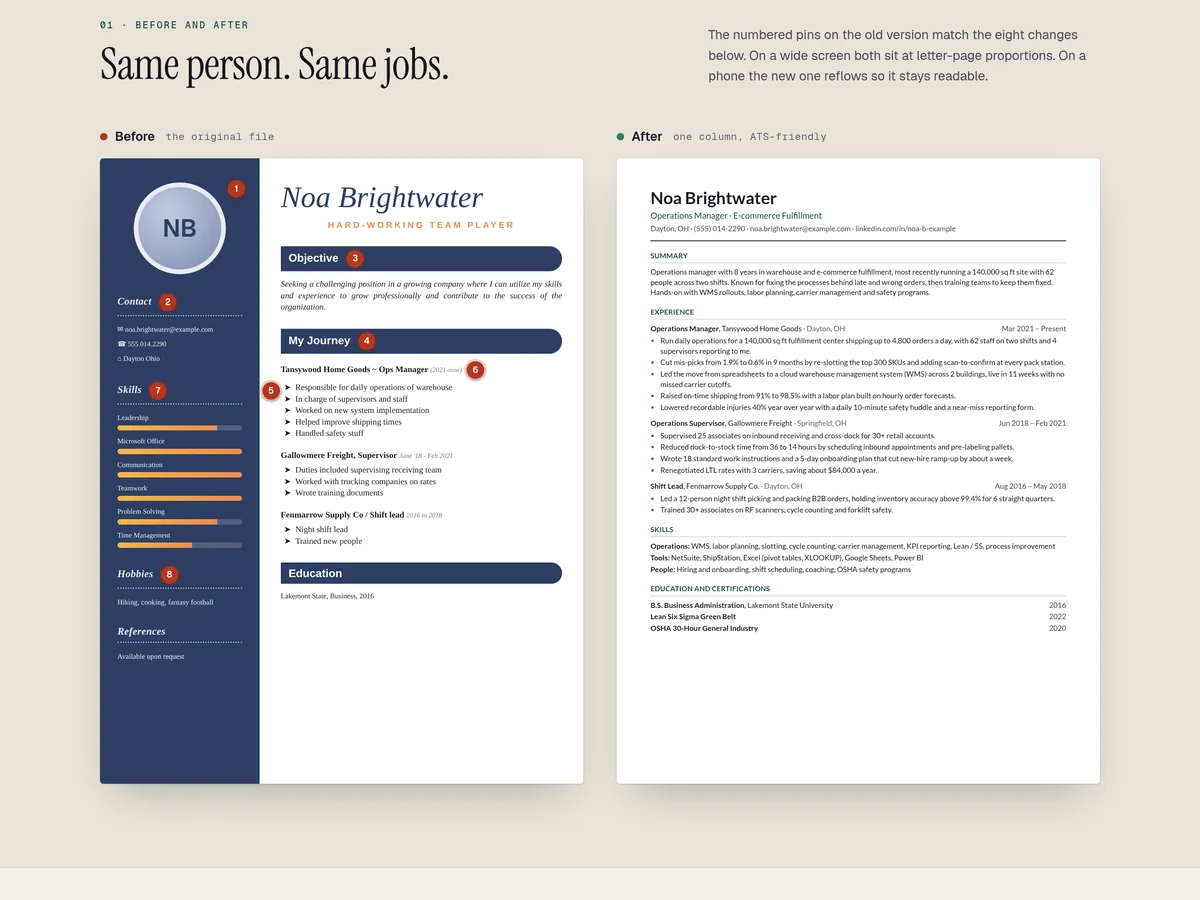 01 · BEFORE AND AFTER
Same person. Same jobs.
The numbered pins on the old version match the eight changes
below. On a wide screen both sit at letter-page proportions. On a
phone the new one reflows so it stays readable.
Before the original file
NB
1
Contact 2
✉ noa.brightwater@example.com
☎ 555.014.2290
⌂ Dayton Ohio
Skills 7
Leadership
Microsoft Office
Communication
Teamwork
Problem Solving
Time Management
Hobbies 8
Hiking, cooking, fantasy football
References
Available upon request
Noa Brightwater
HARD-WORKING TEAM PLAYER
Objective 3
Seeking a challenging position in a growing company where I can utilize my skills
and experience to grow professionally and contribute to the success of the
organization.
My Journey 4
Tansywood Home Goods ~ Ops Manager (2021-now) 6
5
➤ Responsible for daily operations of warehouse
➤ In charge of supervisors and staff
➤ Worked on new system implementation
➤ Helped improve shipping times
➤ Handled safety stuff
Gallowmere Freight, Supervisor June '18 - Feb 2021
➤ Duties included supervising receiving team
➤ Worked with trucking companies on rates
➤ Wrote training documents
Fenmarrow Supply Co / Shift lead 2016 to 2018
➤ Night shift lead
➤ Trained new people
Education
Lakemont State, Business, 2016
After one column, ATS-friendly
Noa Brightwater
Operations Manager · E-commerce Fulfillment
Dayton, OH · (555) 014-2290 · noa.brightwater@example.com · linkedin.com/in/noa-b-example
SUMMARY
Operations manager with 8 years in warehouse and e-commerce fulfillment, most recently running a 140,000 sq ft site with 62
people across two shifts. Known for fixing the processes behind late and wrong orders, then training teams to keep them fixed.
Hands-on with WMS rollouts, labor planning, carrier management and safety programs.
EXPERIENCE
Operations Manager, Tansywood Home Goods · Dayton, OH Mar 2021 – Present
• Run daily operations for a 140,000 sq ft fulfillment center shipping up to 4,800 orders a day, with 62 staff on two shifts and 4
supervisors reporting to me.
• Cut mis-picks from 1.9% to 0.6% in 9 months by re-slotting the top 300 SKUs and adding scan-to-confirm at every pack station.
• Led the move from spreadsheets to a cloud warehouse management system (WMS) across 2 buildings, live in 11 weeks with no
missed carrier cutoffs.
• Raised on-time shipping from 91% to 98.5% with a labor plan built on hourly order forecasts.
• Lowered recordable injuries 40% year over year with a daily 10-minute safety huddle and a near-miss reporting form.
Operations Supervisor, Gallowmere Freight · Springfield, OH Jun 2018 – Feb 2021
• Supervised 25 associates on inbound receiving and cross-dock for 30+ retail accounts.
• Reduced dock-to-stock time from 36 to 14 hours by scheduling inbound appointments and pre-labeling pallets.
• Wrote 18 standard work instructions and a 5-day onboarding plan that cut new-hire ramp-up by about a week.
• Renegotiated LTL rates with 3 carriers, saving about $84,000 a year.
Shift Lead, Fenmarrow Supply Co. · Dayton, OH Aug 2016 – May 2018
• Led a 12-person night shift picking and packing B2B orders, holding inventory accuracy above 99.4% for 6 straight quarters.
• Trained 30+ associates on RF scanners, cycle counting and forklift safety.
SKILLS
Operations: WMS, labor planning, slotting, cycle counting, carrier management, KPI reporting, Lean / 5S, process improvement
Tools: NetSuite, ShipStation, Excel (pivot tables, XLOOKUP), Google Sheets, Power BI
People: Hiring and onboarding, shift scheduling, coaching, OSHA safety programs
EDUCATION AND CERTIFICATIONS
B.S. Business Administration, Lakemont State University 2016
Lean Six Sigma Green Belt 2022
OSHA 30-Hour General Industry 2020